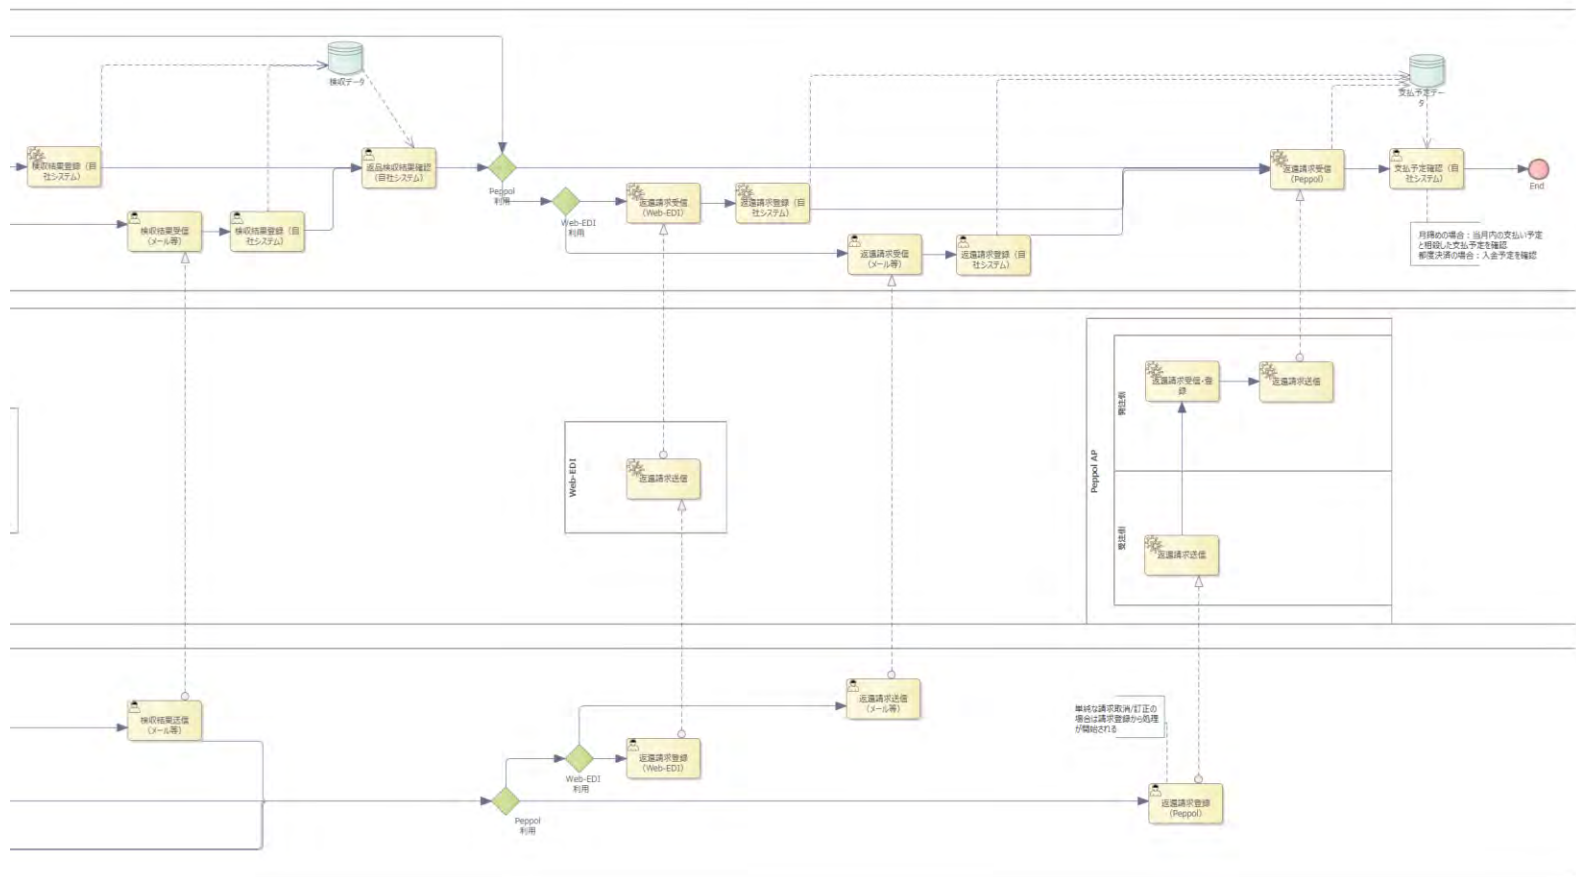 検収データ
支払予定デー
タ
検収結果登録（自
社システム）
返品検収結果確認
（自社システム）
Peppol
利用
返還請求受信
（Peppol）
支払予定確認（自
社システム）
End
検収結果受信
（メール等）
検収結果登録（自
社システム）
Web-EDI
利用
返還請求受信
（Web-EDI）
返還請求登録（自
社システム）
返還請求受信
（メール等）
返還請求登録（自
社システム）
月締めの場合：当月内の支払い予定
と相殺した支払予定を確認
都度決済の場合：入金予定を確認
Web-EDI
返還請求送信
Peppol AP
発注側
返還請求受信・登
録
返還請求送信
受注側
返還請求送信
検収結果送信
（メール等）
返還請求送信
（メール等）
Web-EDI
利用
返還請求登録
（Web-EDI）
Peppol
利用
単純な請求取消/訂正の
場合は請求登録から処理
が開始される
返還請求登録
（Peppol）